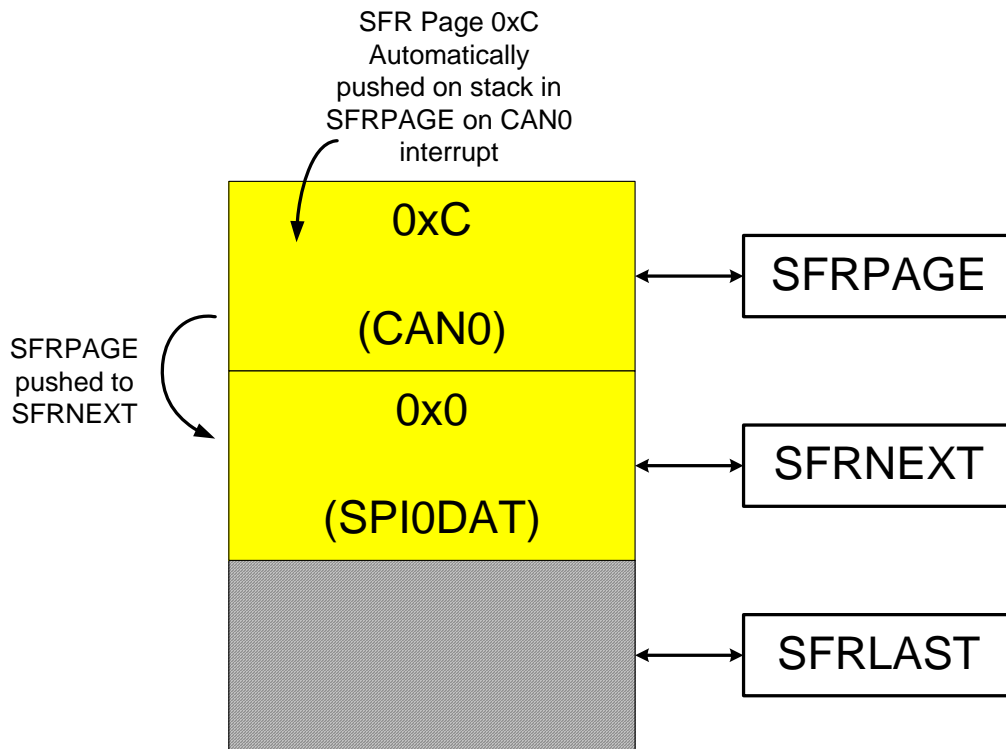 SFR Page 0xC
Automatically
pushed on stack in
SFRPAGE on CAN0
interrupt
0xC
(CAN0)
SFRPAGE
SFRPAGE
pushed to
SFRNEXT
0x0
(SPI0DAT)
SFRNEXT
SFRLAST